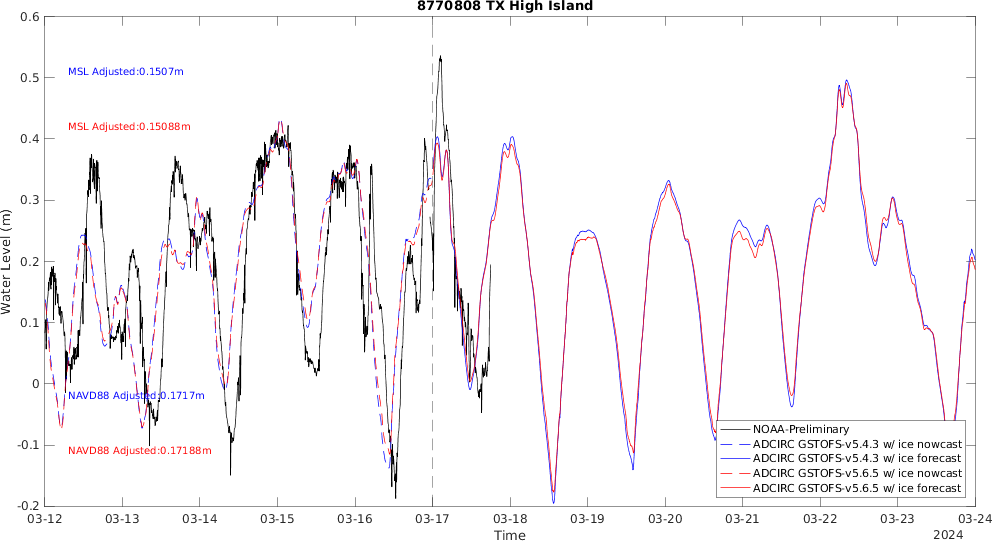 8770808 TX High Island
0.6
0.5
0.4
0.3
0.2
0.1
0
-0.1
-0.2
Water Level (m)
MSL Adjusted:0.1507m
MSL Adjusted:0.15088m
NAVD88 Adjusted:0.1717m
NAVD88 Adjusted:0.17188m
NOAA-Preliminary
ADCIRC GSTOFS-v5.4.3 w/ ice nowcast
ADCIRC GSTOFS-v5.4.3 w/ ice forecast
ADCIRC GSTOFS-v5.6.5 w/ ice nowcast
ADCIRC GSTOFS-v5.6.5 w/ ice forecast
03-12 03-13 03-14 03-15 03-16 03-17 03-18 03-19 03-20 03-21 03-22 03-23 03-24
Time
2024